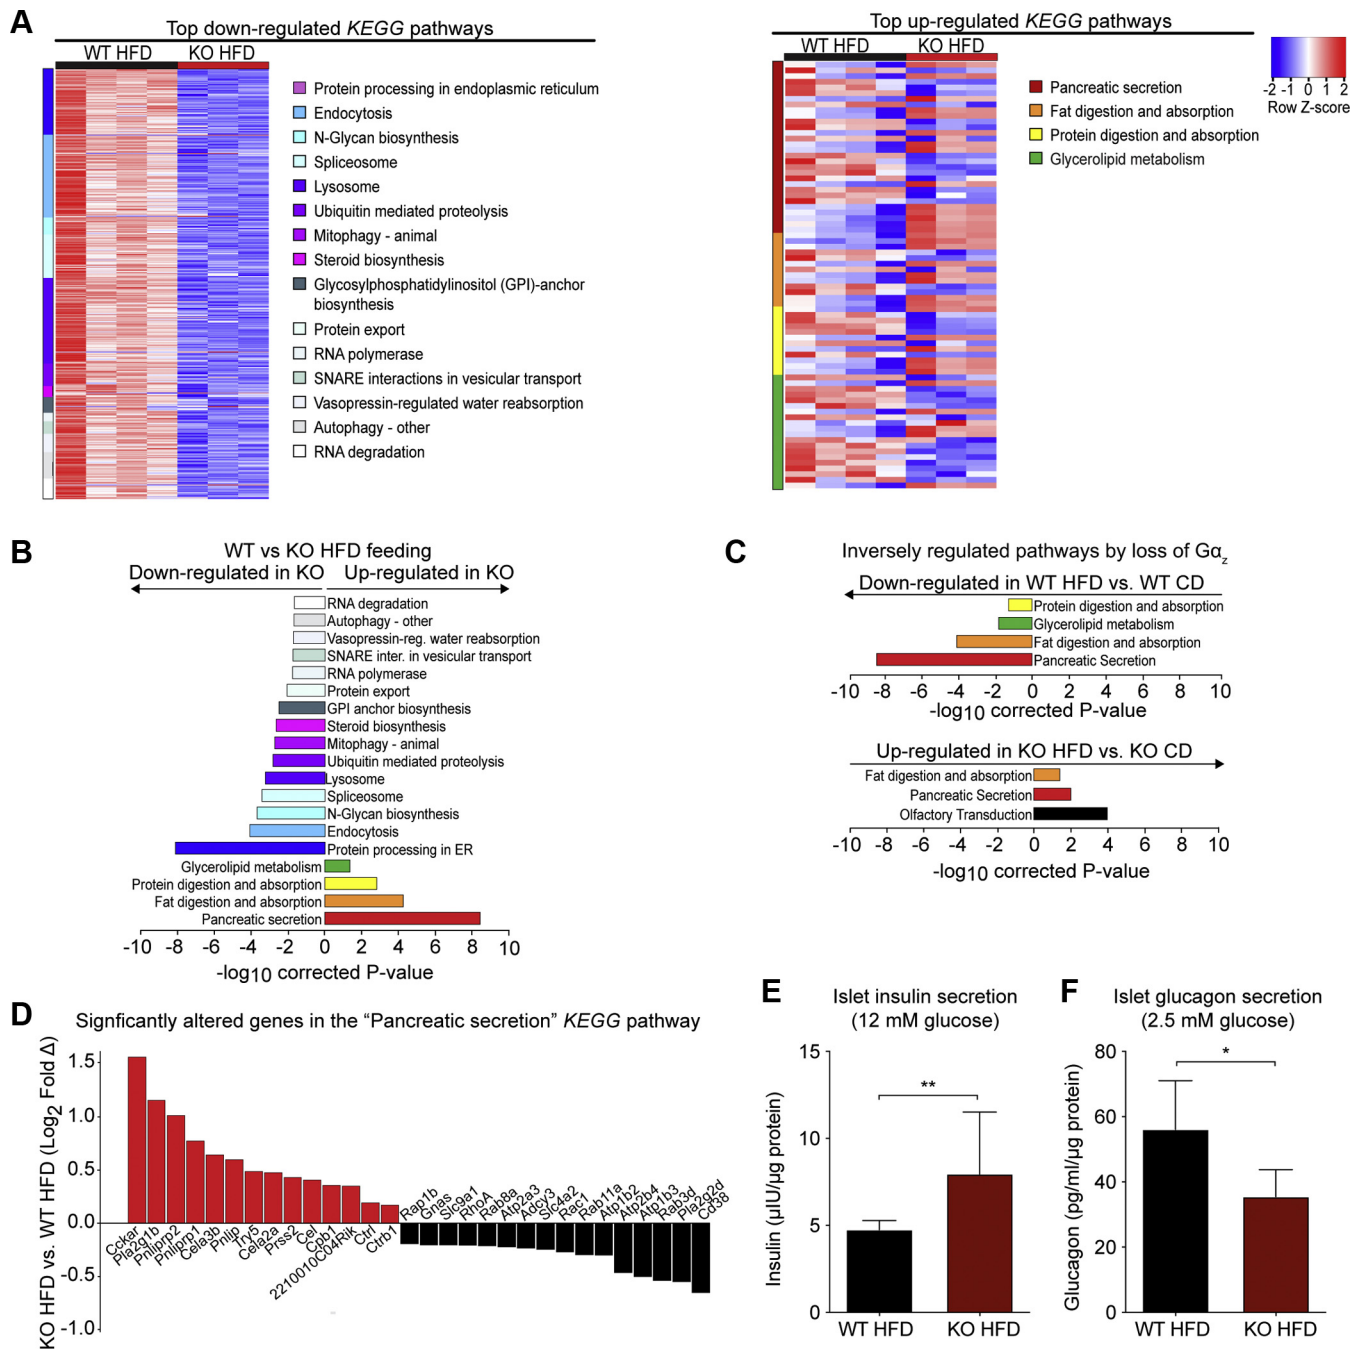 A
Top down-regulated KEGG pathways
WT HFD
KO HFD
Protein processing in endoplasmic reticulum
Endocytosis
N-Glycan biosynthesis
Spliceosome
Lysosome
Ubiquitin mediated proteolysis
Mitophagy - animal
Steroid biosynthesis
Glycosylphosphatidylinositol (GPI)-anchor
biosynthesis
Protein export
RNA polymerase
SNARE interactions in vesicular transport
Vasopressin-regulated water reabsorption
Autophagy - other
RNA degradation
Top up-regulated KEGG pathways
WT HFD
KO HFD
Pancreatic secretion
Fat digestion and absorption
Protein digestion and absorption
Glycerolipid metabolism
-2 -1 0 1 2
Row Z-score
B
WT vs KO HFD feeding
Down-regulated in KO
Up-regulated in KO
RNA degradation
Autophagy - other
Vasopressin-reg. water reabsorption
SNARE inter. in vesicular transport
RNA polymerase
Protein export
GPI anchor biosynthesis
Steroid biosynthesis
Mitophagy - animal
Ubiquitin mediated proteolysis
Lysosome
Spliceosome
N-Glycan biosynthesis
Endocytosis
Protein processing in ER
Glycerolipid metabolism
Protein digestion and absorption
Fat digestion and absorption
Pancreatic secretion
-10 -8 -6 -4 -2 0 2 4 6 8 10
-log10 corrected P-value
C
Inversely regulated pathways by loss of Gαz
Down-regulated in WT HFD vs. WT CD
Protein digestion and absorption
Glycerolipid metabolism
Fat digestion and absorption
Pancreatic Secretion
-10 -8 -6 -4 -2 0 2 4 6 8 10
-log10 corrected P-value
Up-regulated in KO HFD vs. KO CD
Fat digestion and absorption
Pancreatic Secretion
Olfactory Transduction
-10 -8 -6 -4 -2 0 2 4 6 8 10
-log10 corrected P-value
D
Signficantly altered genes in the “Pancreatic secretion” KEGG pathway
KO HFD vs. WT HFD (Log2 Fold Δ)
1.5
1.0
0.5
0.0
-0.5
-1.0
Cckar
Pla2g1b
Pnliprp2
Pnliprp1
Cela3b
Pnlip
Try5
Cela2a
Prss2
Cel
Cpb1
2210010C04Rik
Ctrl
Ctrb1
Rap1b
Gnas
Slc9a1
RhoA
Rab8a
Atp2a3
Adcy3
Slc4a2
Rac1
Rab11a
Atp1b2
Atp2b4
Atp1b3
Rab3d
Pla2g2d
Cd38
E
Islet insulin secretion
(12 mM glucose)
Insulin (µIU/µg protein)
15
10
5
0
**
WT HFD
KO HFD
F
Islet glucagon secretion
(2.5 mM glucose)
Glucagon (pg/ml/µg protein)
80
60
40
20
0
*
WT HFD
KO HFD